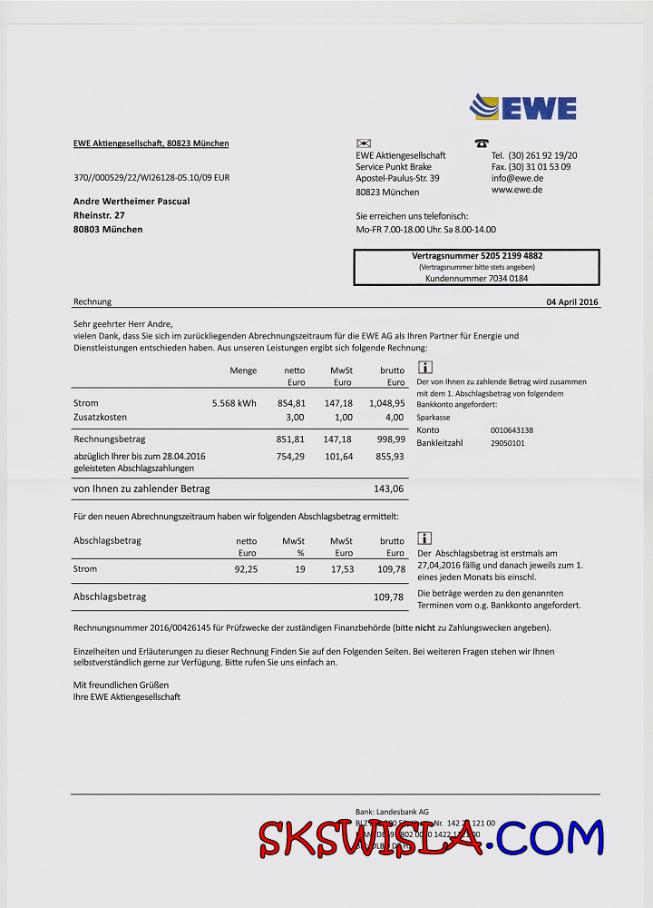 EWE
EWE Aktiengesellschaft, 80823 München
370//000529/22/WI26128-05.10/09 EUR
Andre Wertheimer Pascual
Rheinstr. 27
80803 München
EWE Aktiengesellschaft
Service Punkt Brake
Apostel-Paulus-Str. 39
80823 München
Tel. (30) 261 92 19/20
Fax. (30) 31 01 53 09
info@ewe.de
www.ewe.de
Sie erreichen uns telefonisch:
Mo-FR 7.00-18.00 Uhr. Sa 8.00-14.00
Vertragsnummer 5205 2199 4882
(Vertragsnummer bitte stets angeben)
Kundennummer 7034 0184
Rechnung 04 April 2016
Sehr geehrter Herr Andre,
vielen Dank, dass Sie sich im zurückliegenden Abrechnungszeitraum für die EWE AG als Ihren Partner für Energie und
Dienstleistungen entschieden haben. Aus unseren Leistungen ergibt sich folgende Rechnung:
Menge netto MwSt brutto
Euro Euro Euro
Strom 5.568 kWh 854,81 147,18 1,048,95
Zusatzkosten 3,00 1,00 4,00
Rechnungsbetrag 851,81 147,18 998,99
abzüglich Ihrer bis zum 28.04.2016 754,29 101,64 855,93
geleisteten Abschlagszahlungen
von Ihnen zu zahlender Betrag 143,06
i
Der von Ihnen zu zahlende Betrag wird zusammen
mit dem 1. Abschlagsbetrag von folgendem
Bankkonto angefordert:
Sparkasse
Konto 0010643138
Bankleitzahl 29050101
Für den neuen Abrechnungszeitraum haben wir folgenden Abschlagsbetrag ermittelt:
Abschlagsbetrag netto MwSt MwSt brutto
Euro % Euro Euro
Strom 92,25 19 17,53 109,78
Abschlagsbetrag 109,78
i
Der Abschlagsbetrag ist erstmals am
27,04,2016 fällig und danach jeweils zum 1.
eines jeden Monats bis einschl.
Die beträge werden zu den genannten
Terminen vom o.g. Bankkonto angefordert.
Rechnungsnummer 2016/00426145 für Prüfzwecke der zuständigen Finanzbehörde (bitte nicht zu Zahlungswecken angeben).
Einzelheiten und Erläuterungen zu dieser Rechnung Finden Sie auf den Folgenden Seiten. Bei weiteren Fragen stehen wir Ihnen
selbstverständlich gerne zur Verfügung. Bitte rufen Sie uns einfach an.
Mit freundlichen Grüßen
Ihre EWE Aktiengesellschaft
Bank: Landesbank AG
SKSWISLA.COM